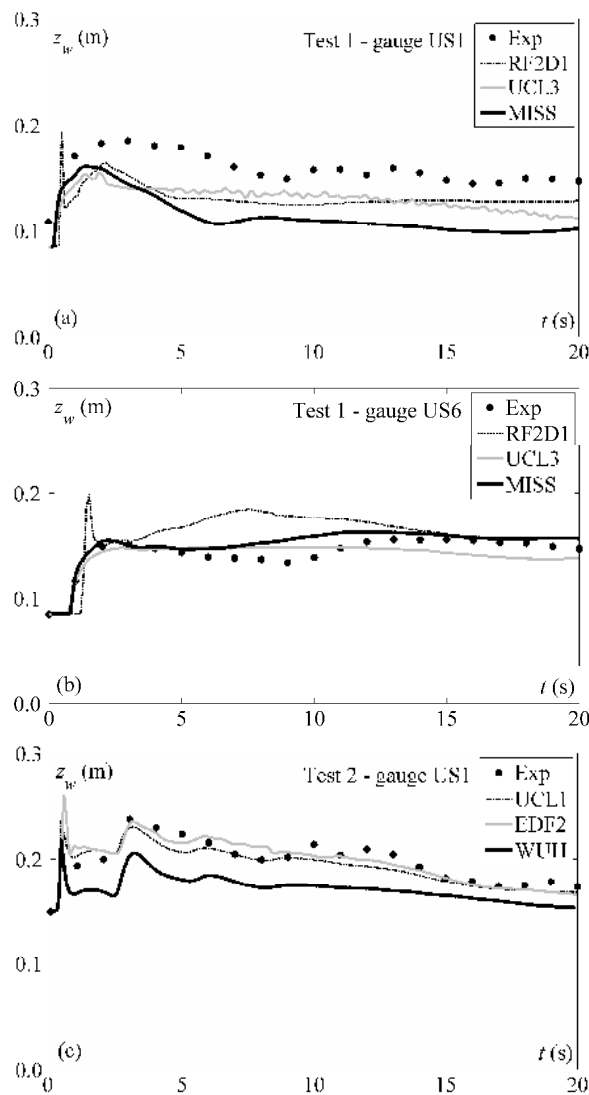 0.3
z_w (m)
Test 1 - gauge US1
Exp
RF2D1
UCL3
MISS
0.2
0.1
0.0
(a)
t (s)
0 5 10 15 20
0.3
z_w (m)
Test 1 - gauge US6
Exp
RF2D1
UCL3
MISS
0.2
0.1
0.0
(b)
t (s)
0 5 10 15 20
0.3
z_w (m)
Test 2 - gauge US1
Exp
UCL1
EDF2
WUH
0.2
0.1
0.0
(c)
t (s)
0 5 10 15 20